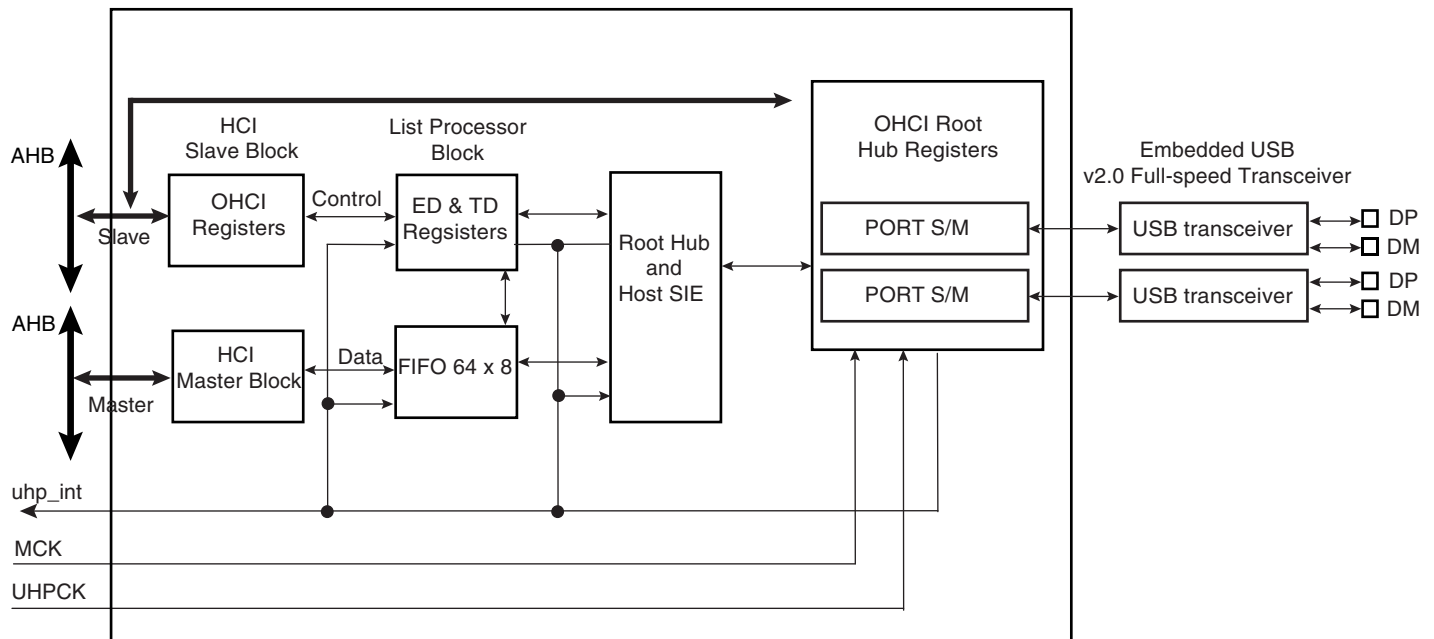 HCI
Slave Block
List Processor
Block
OHCI Root
Hub Registers
Embedded USB
v2.0 Full-speed Transceiver
AHB
Slave
OHCI
Registers
Control
ED & TD
Regsisters
Root Hub
and
Host SIE
PORT S/M
USB transceiver
DP
DM
PORT S/M
USB transceiver
DP
DM
AHB
Master
HCI
Master Block
Data
FIFO 64 x 8
uhp_int
MCK
UHPCK